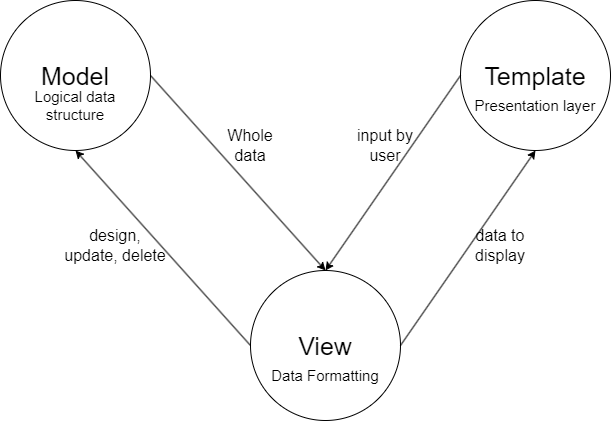 Model
Logical data
structure
Template
Presentation layer
Whole
data
input by
user
design,
update, delete
data to
display
View
Data Formatting